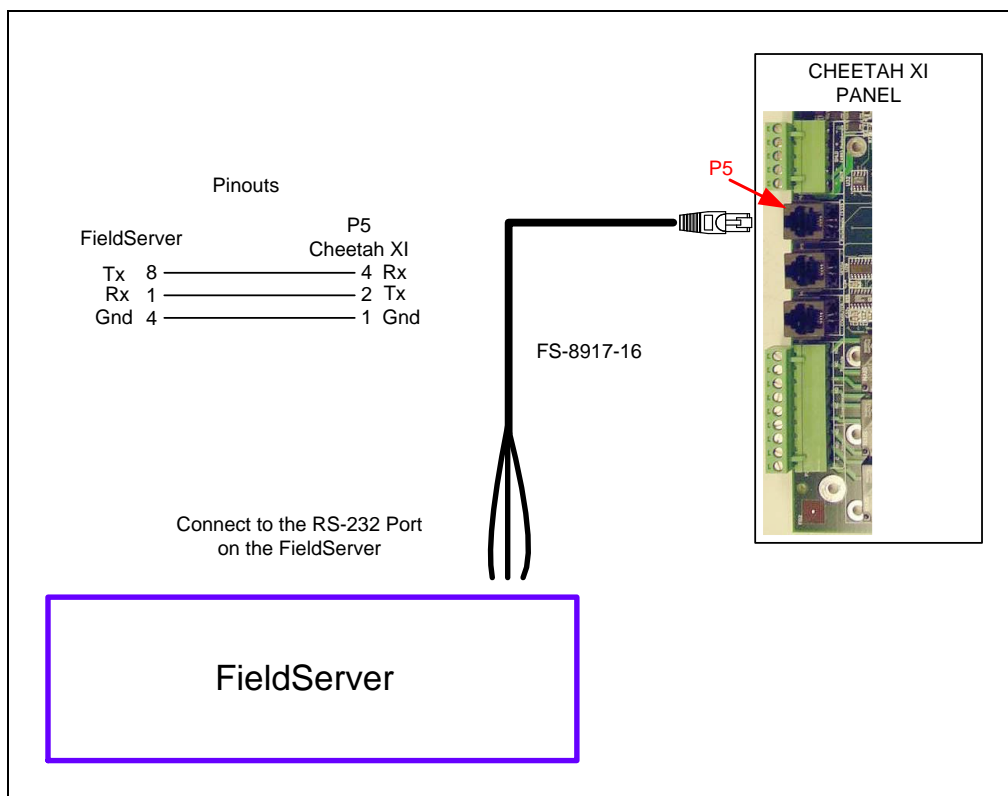 CHEETAH XI
PANEL
P5
Pinouts
P5
FieldServer
Cheetah XI
Tx 8 4 Rx
Rx 1 2 Tx
Gnd 4 1 Gnd
FS-8917-16
Connect to the RS-232 Port
on the FieldServer
FieldServer